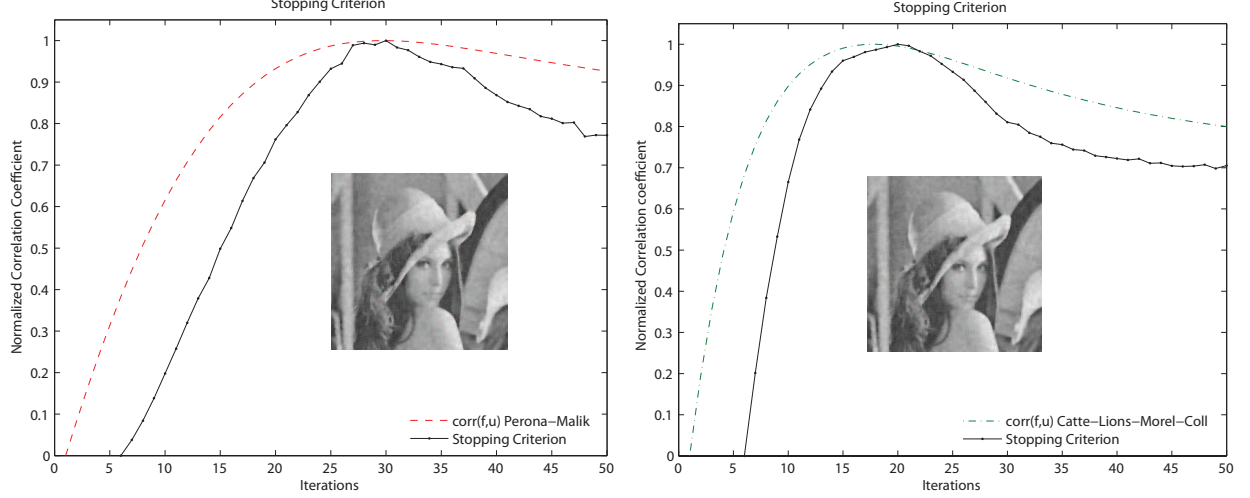 Stopping Criterion
1
0.9
0.8
0.7
0.6
0.5
0.4
0.3
0.2
0.1
0
Normalized Correlation Coefficient
0 5 10 15 20 25 30 35 40 45 50
Iterations
corr(f,u) Perona−Malik
Stopping Criterion
Stopping Criterion
1
0.9
0.8
0.7
0.6
0.5
0.4
0.3
0.2
0.1
0
Normalized Correlation coefficient
0 5 10 15 20 25 30 35 40 45 50
Iterations
corr(f,u) Catte−Lions−Morel−Coll
Stopping Criterion